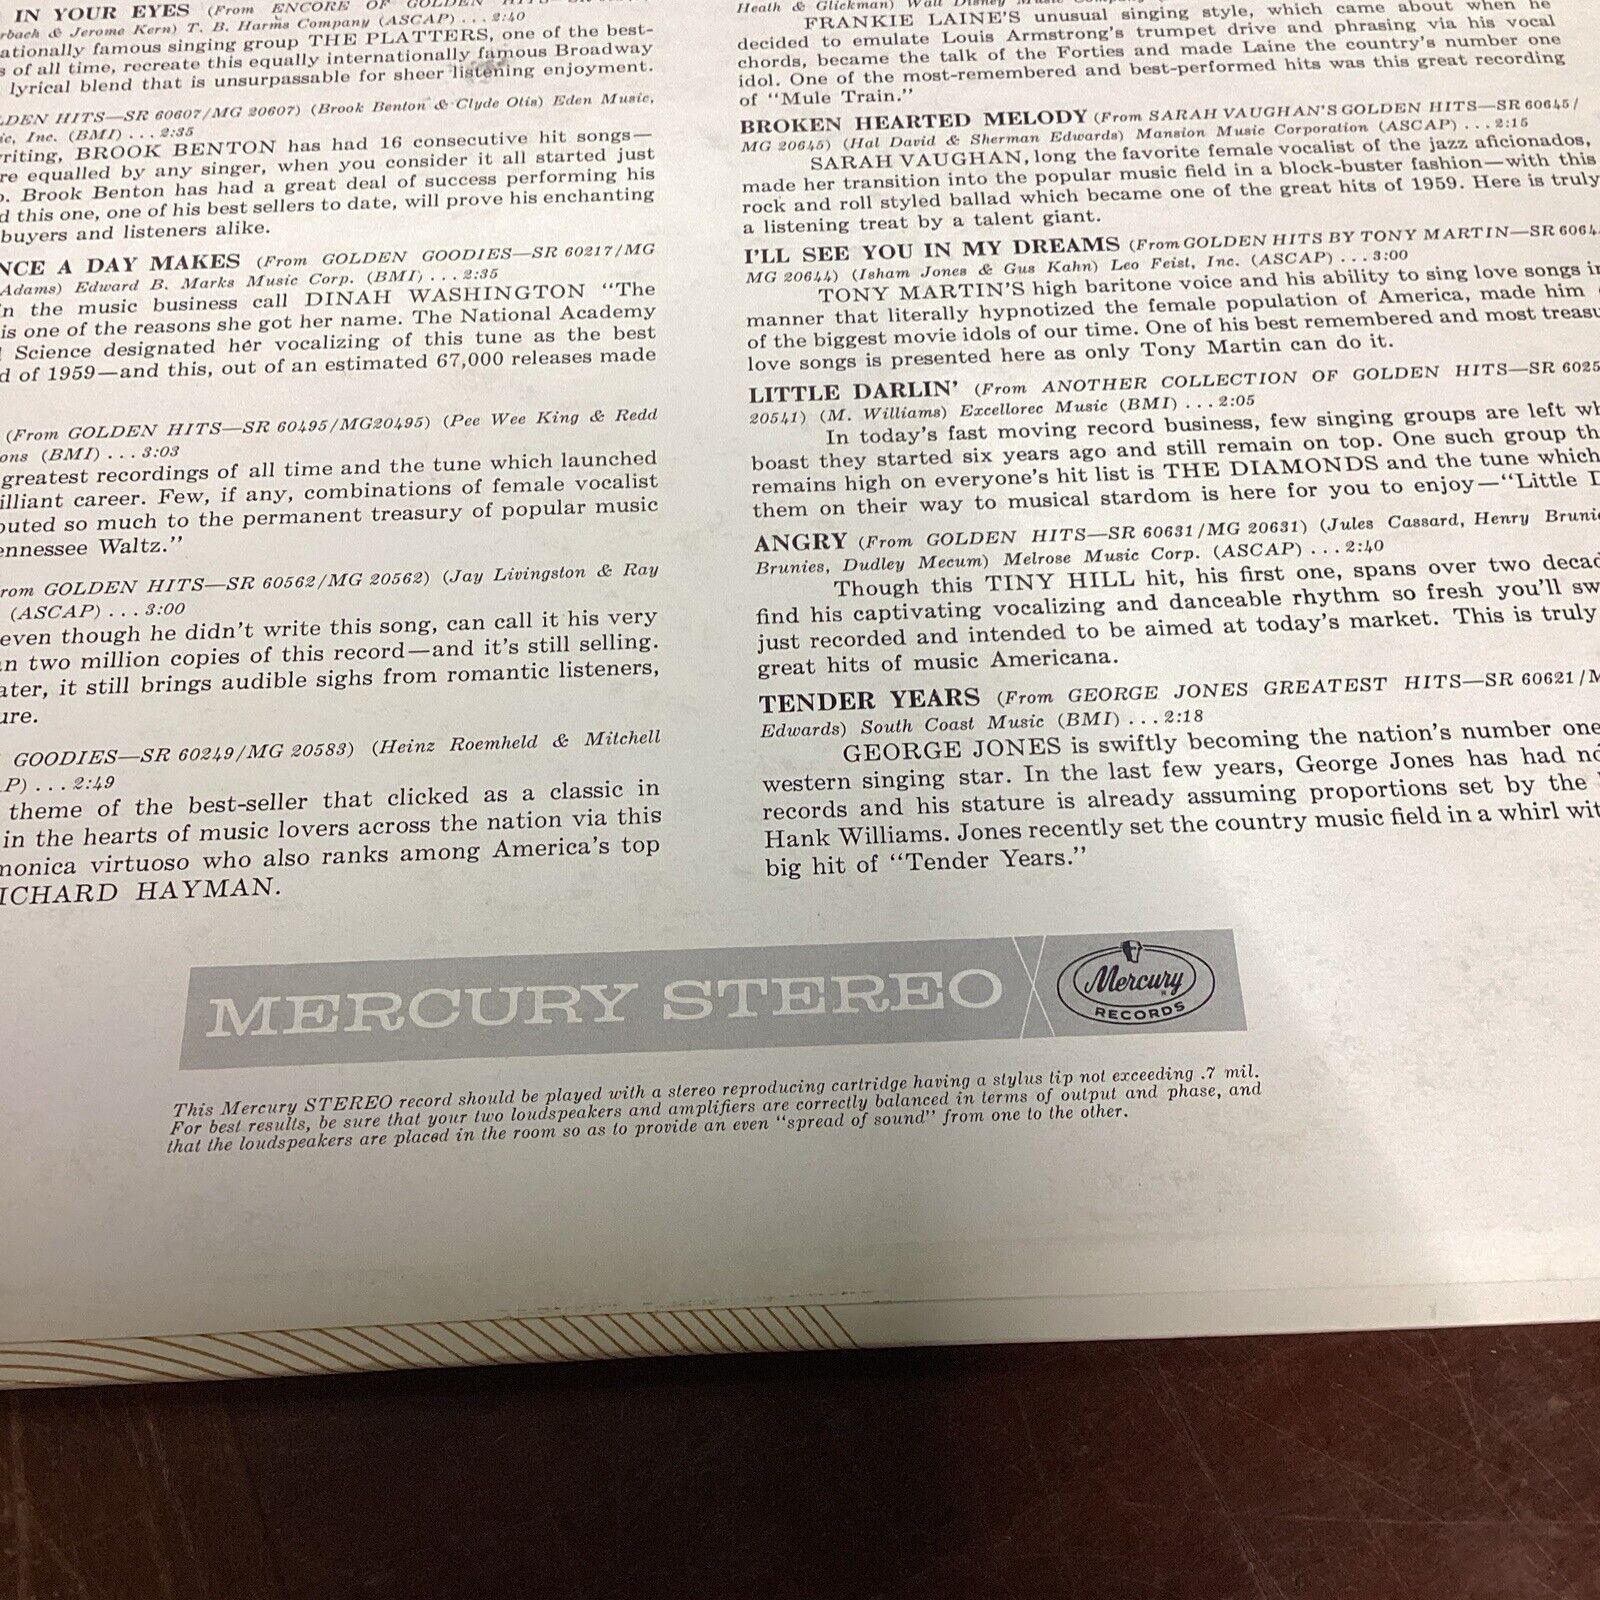 IN YOUR EYES (From ENCORE OF GOLDEN
& Jerome Kern) T. B. Harms Company (ASCAP) . . . 2:40
ationally famous singing group THE PLATTERS, one of the best-
s of all time, recreate this equally internationally famous Broadway
lyrical blend that is unsurpassable for sheer listening enjoyment.
LDEN HITS—SR 60607/MG 20607) (Brook Benton & Clyde Otis) Eden Music,
ic, Inc. (BMI) . . . 2:35
writing, BROOK BENTON has had 16 consecutive hit songs—
re equalled by any singer, when you consider it all started just
o. Brook Benton has had a great deal of success performing his
d this one, one of his best sellers to date, will prove his enchanting
buyers and listeners alike.
NCE A DAY MAKES (From GOLDEN GOODIES—SR 60217/MG
Adams) Edward B. Marks Music Corp. (BMI) . . . 2:35
in the music business call DINAH WASHINGTON "The
is one of the reasons she got her name. The National Academy
Science designated her vocalizing of this tune as the best
d of 1959—and this, out of an estimated 67,000 releases made
(From GOLDEN HITS—SR 60495/MG20495) (Pee Wee King & Redd
ons (BMI) . . . 3:03
greatest recordings of all time and the tune which launched
illiant career. Few, if any, combinations of female vocalist
buted so much to the permanent treasury of popular music
ennessee Waltz."
rom GOLDEN HITS—SR 60562/MG 20562) (Jay Livingston & Ray
(ASCAP) . . . 3:00
even though he didn't write this song, can call it his very
an two million copies of this record—and it's still selling.
ater, it still brings audible sighs from romantic listeners,
ure.
GOODIES—SR 60249/MG 20583) (Heinz Roemheld & Mitchell
P) . . . 2:49
theme of the best-seller that clicked as a classic in
in the hearts of music lovers across the nation via this
monica virtuoso who also ranks among America's top
ICHARD HAYMAN.
Heath & Glickman) Walt Disney Music
FRANKIE LAINE'S unusual singing style, which came about when he
decided to emulate Louis Armstrong's trumpet drive and phrasing via his vocal
chords, became the talk of the Forties and made Laine the country's number one
idol. One of the most-remembered and best-performed hits was this great recording
of "Mule Train."
BROKEN HEARTED MELODY (From SARAH VAUGHAN'S GOLDEN HITS—SR 60645/
MG 20645) (Hal David & Sherman Edwards) Mansion Music Corporation (ASCAP) . . . 2:15
SARAH VAUGHAN, long the favorite female vocalist of the jazz aficionados,
made her transition into the popular music field in a block-buster fashion—with this
rock and roll styled ballad which became one of the great hits of 1959. Here is truly
a listening treat by a talent giant.
I'LL SEE YOU IN MY DREAMS (From GOLDEN HITS BY TONY MARTIN—SR 6064
MG 20644) (Isham Jones & Gus Kahn) Leo Feist, Inc. (ASCAP) . . . 3:00
TONY MARTIN'S high baritone voice and his ability to sing love songs in
manner that literally hypnotized the female population of America, made him
of the biggest movie idols of our time. One of his best remembered and most treasu
love songs is presented here as only Tony Martin can do it.
LITTLE DARLIN' (From ANOTHER COLLECTION OF GOLDEN HITS—SR 6025
20541) (M. Williams) Excellorec Music (BMI) . . . 2:05
In today's fast moving record business, few singing groups are left wh
boast they started six years ago and still remain on top. One such group th
remains high on everyone's hit list is THE DIAMONDS and the tune which
them on their way to musical stardom is here for you to enjoy—"Little D
ANGRY (From GOLDEN HITS—SR 60631/MG 20631) (Jules Cassard, Henry Brunie
Brunies, Dudley Mecum) Melrose Music Corp. (ASCAP) . . . 2:40
Though this TINY HILL hit, his first one, spans over two decad
find his captivating vocalizing and danceable rhythm so fresh you'll sw
just recorded and intended to be aimed at today's market. This is truly
great hits of music Americana.
TENDER YEARS (From GEORGE JONES GREATEST HITS—SR 60621/M
Edwards) South Coast Music (BMI) . . . 2:18
GEORGE JONES is swiftly becoming the nation's number one
western singing star. In the last few years, George Jones has had no
records and his stature is already assuming proportions set by the
Hank Williams. Jones recently set the country music field in a whirl wit
big hit of "Tender Years."
MERCURY STEREO
Mercury
RECORDS
This Mercury STEREO record should be played with a stereo reproducing cartridge having a stylus tip not exceeding .7 mil.
For best results, be sure that your two loudspeakers and amplifiers are correctly balanced in terms of output and phase, and
that the loudspeakers are placed in the room so as to provide an even "spread of sound" from one to the other.